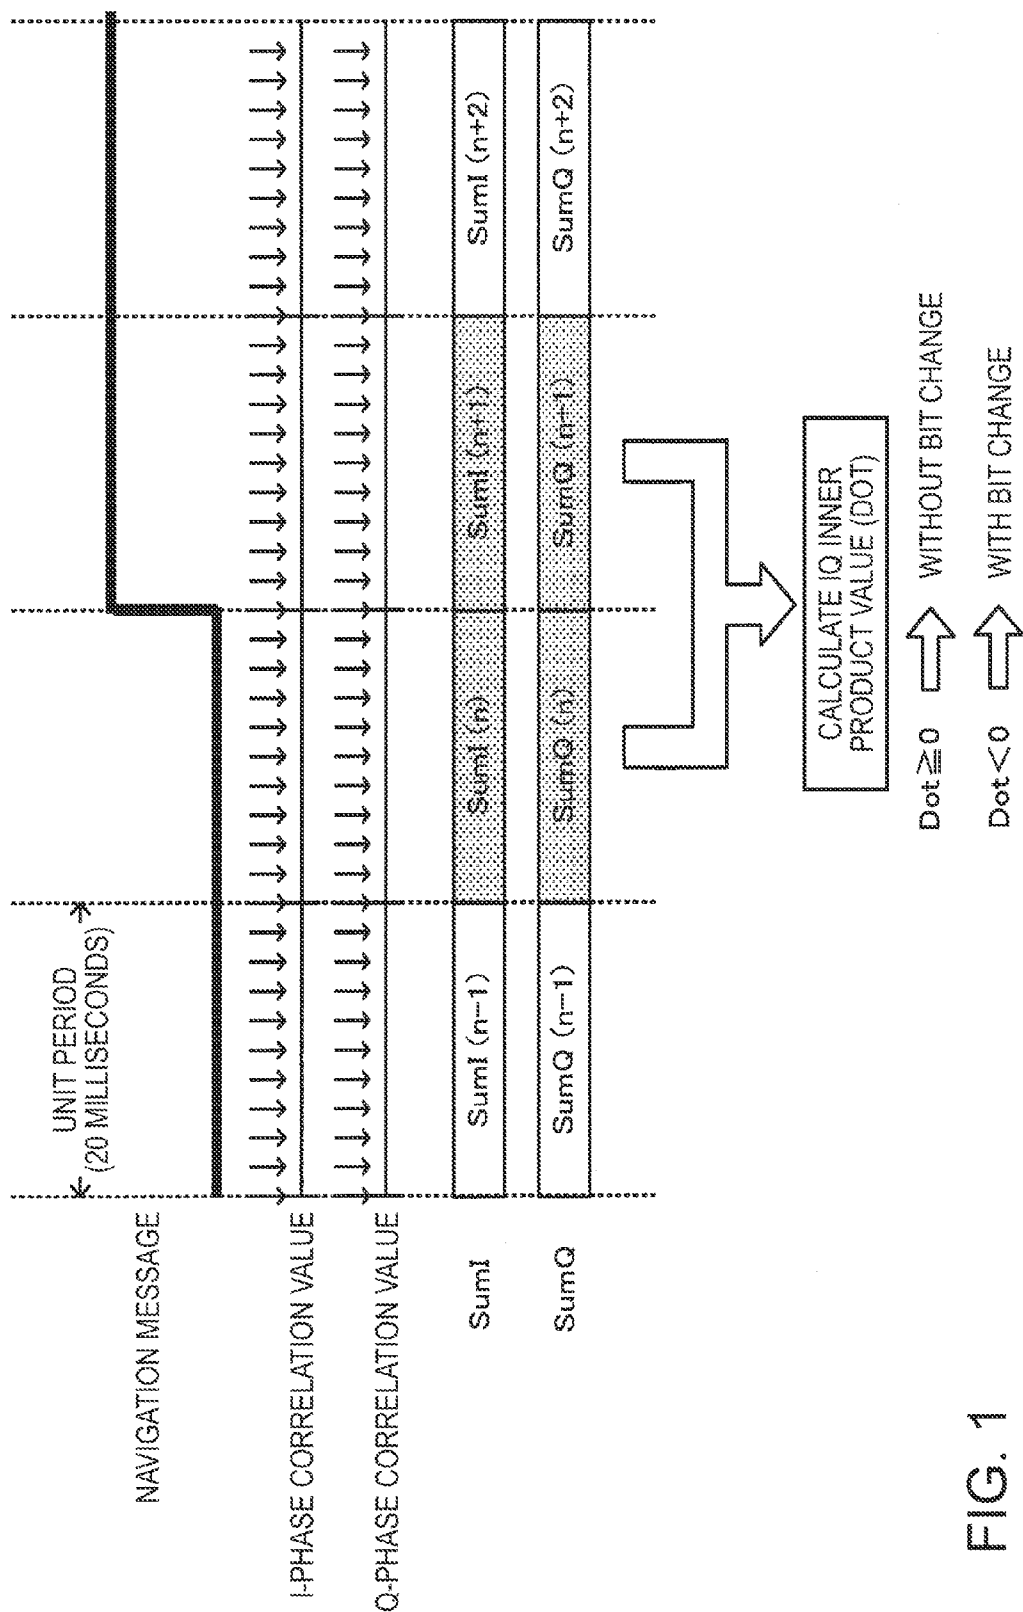 UNIT PERIOD
(20 MILLISECONDS)
NAVIGATION MESSAGE
I-PHASE CORRELATION VALUE
Q-PHASE CORRELATION VALUE
SumI
SumI (n−1)
SumI (n)
SumI (n+1)
SumI (n+2)
SumQ
SumQ (n−1)
SumQ (n)
SumQ (n−1)
SumQ (n+2)
CALCULATE IQ INNER
PRODUCT VALUE (DOT)
Dot≧0
WITHOUT BIT CHANGE
Dot<0
WITH BIT CHANGE
FIG. 1